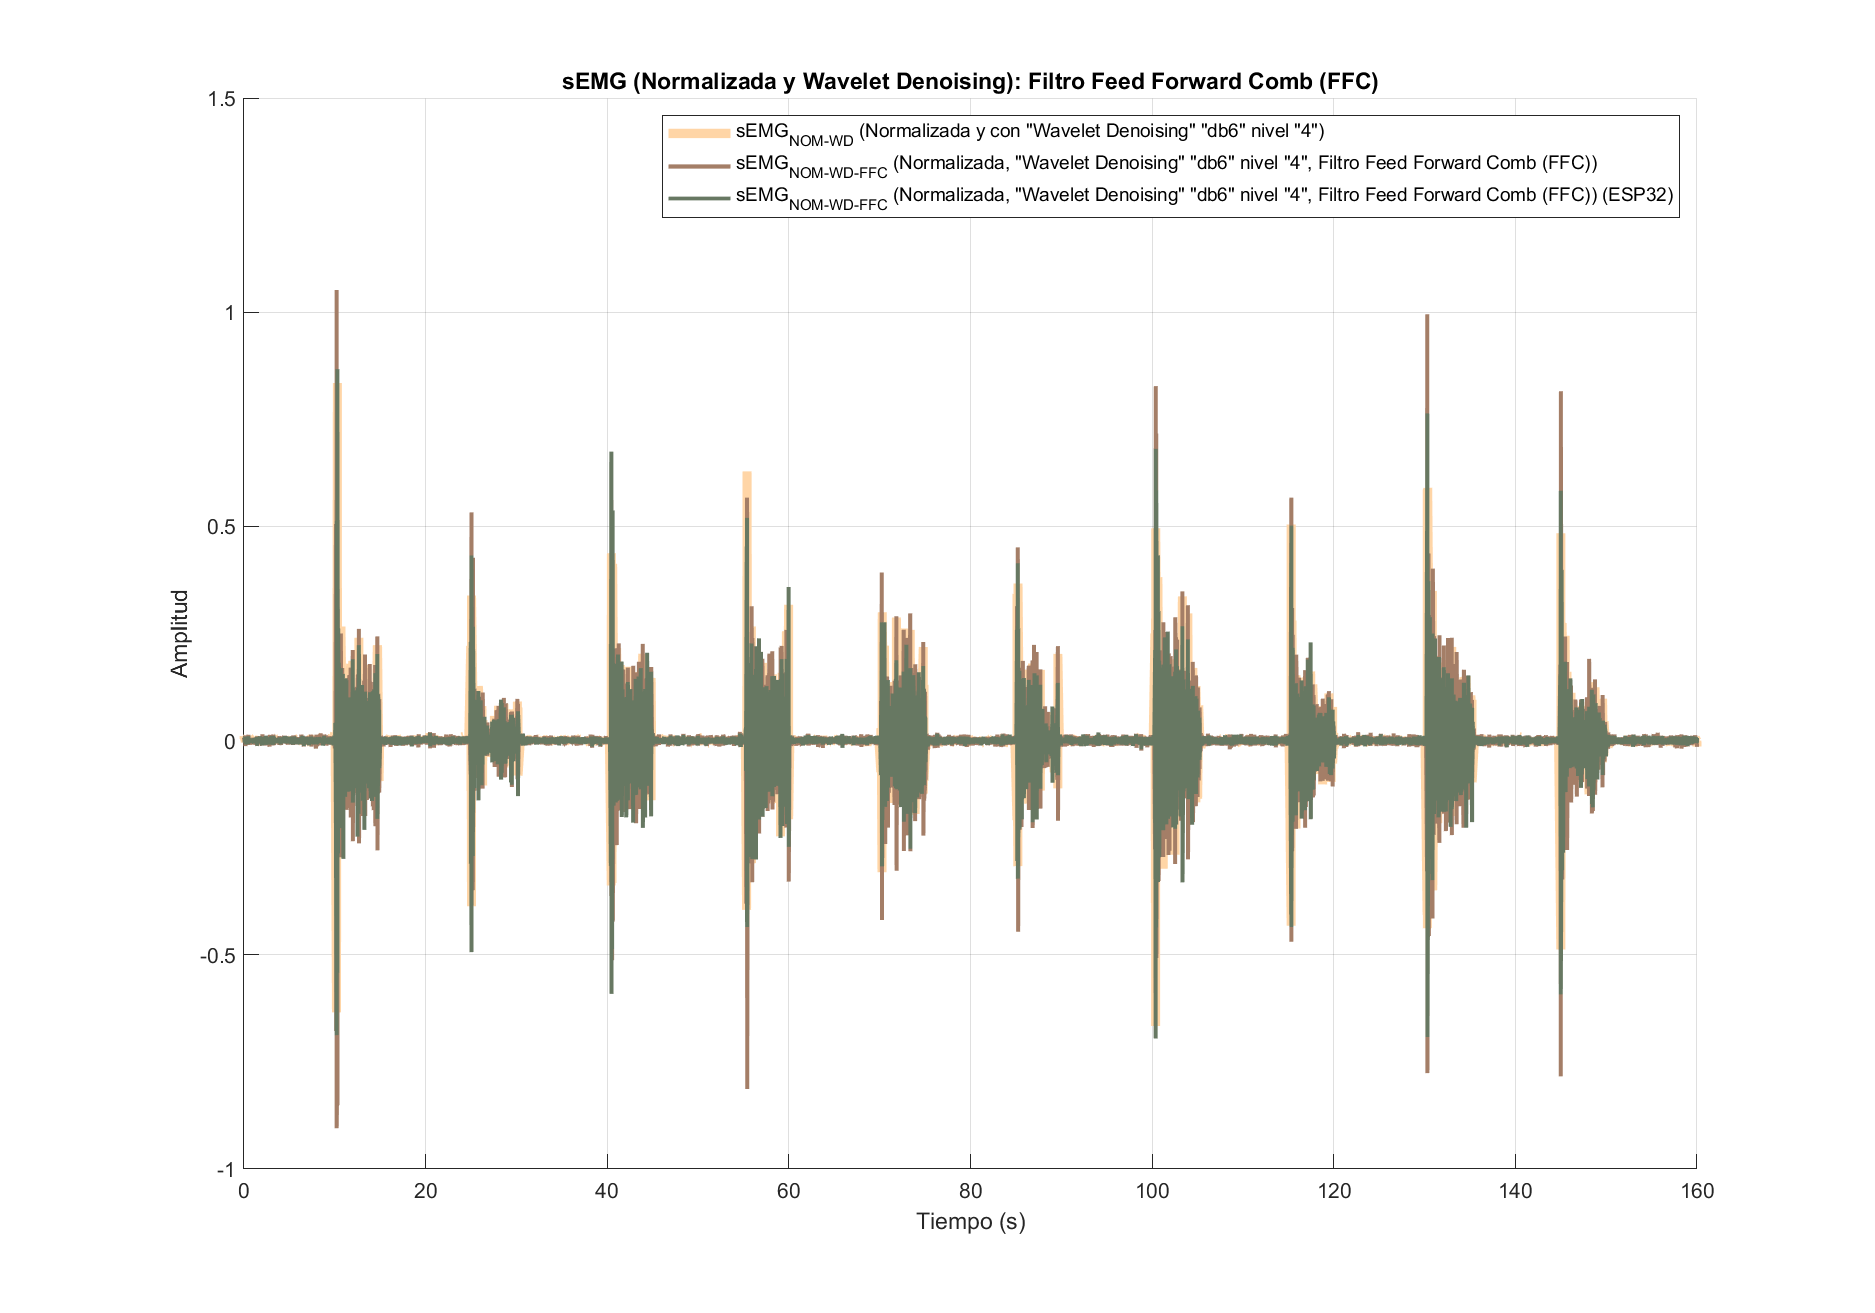 sEMG (Normalizada y Wavelet Denoising): Filtro Feed Forward Comb (FFC)
sEMG_NOM-WD (Normalizada y con "Wavelet Denoising" "db6" nivel "4")
sEMG_NOM-WD-FFC (Normalizada, "Wavelet Denoising" "db6" nivel "4", Filtro Feed Forward Comb (FFC))
sEMG_NOM-WD-FFC (Normalizada, "Wavelet Denoising" "db6" nivel "4", Filtro Feed Forward Comb (FFC)) (ESP32)
1.5
1
0.5
0
-0.5
-1
Amplitud
0 20 40 60 80 100 120 140 160
Tiempo (s)